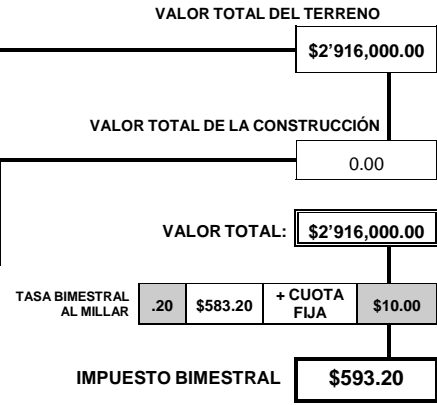 VALOR TOTAL DEL TERRENO
$2’916,000.00
VALOR TOTAL DE LA CONSTRUCCIÓN
0.00
VALOR TOTAL: $2’916,000.00
TASA BIMESTRAL
AL MILLAR
.20
$583.20
+ CUOTA
FIJA
$10.00
IMPUESTO BIMESTRAL $593.20